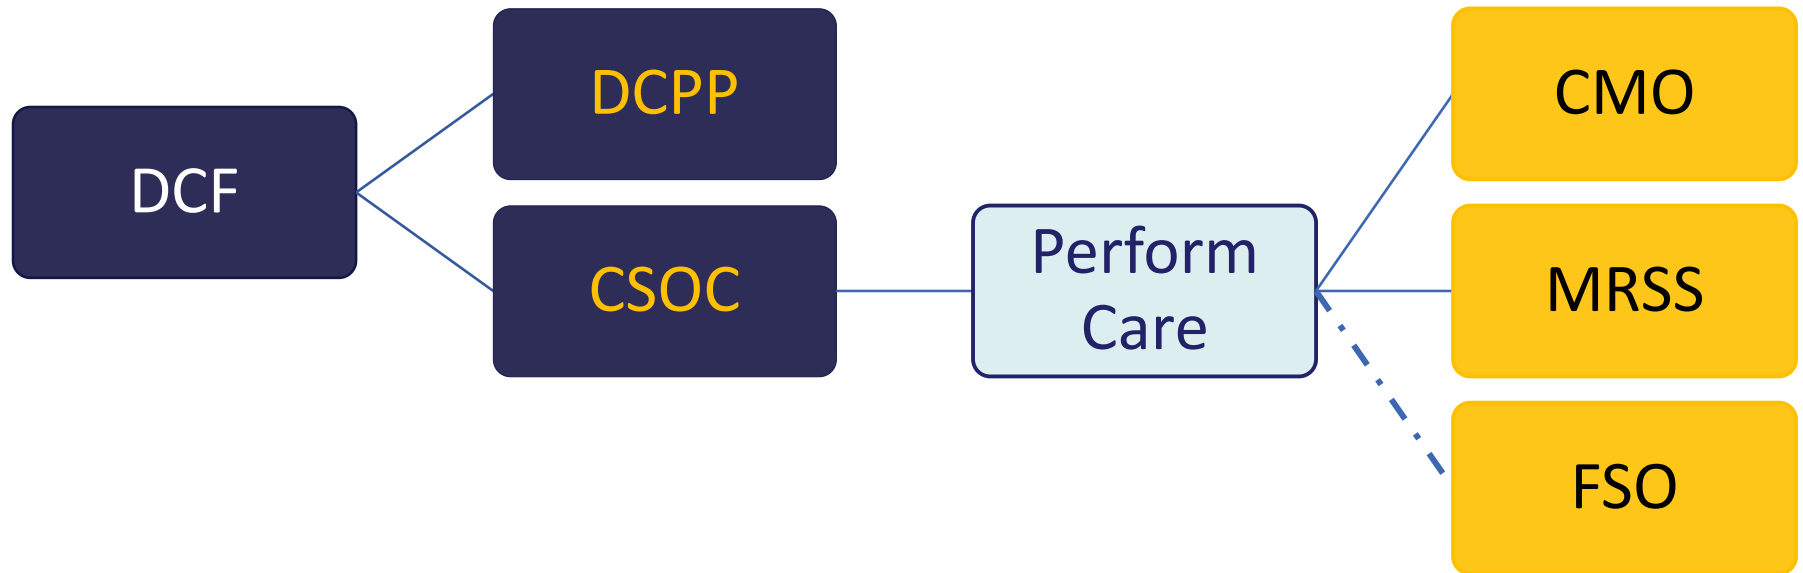 DCF
DCPP
CSOC
Perform
Care
CMO
MRSS
FSO